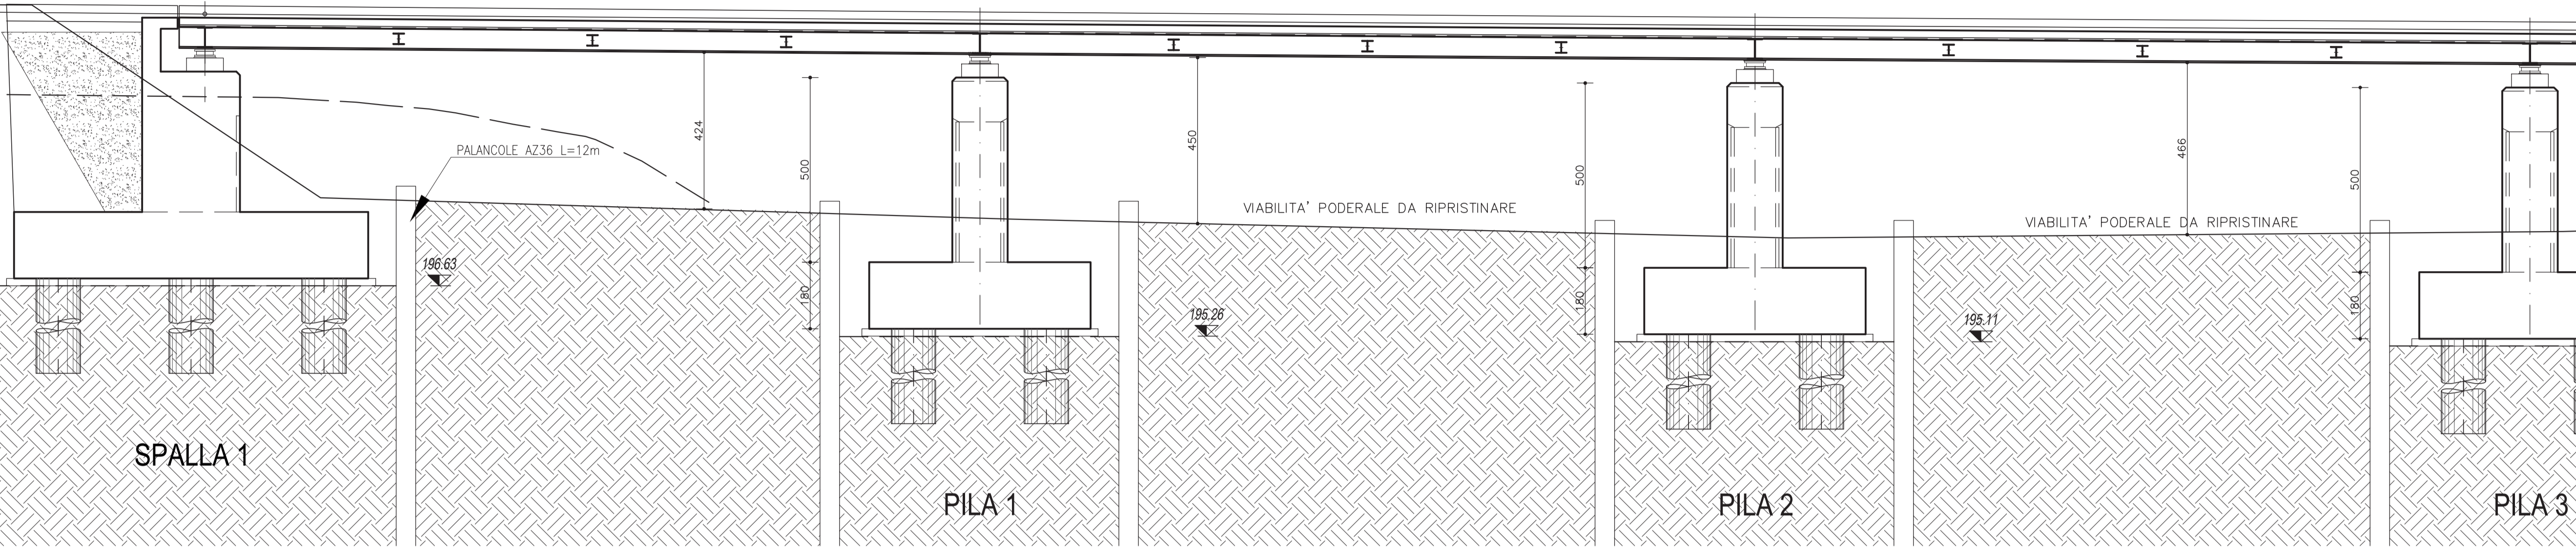 PALANCOLE AZ36 L=12m
424
500
450
500
466
500
VIABILITA' PODERALE DA RIPRISTINARE
VIABILITA' PODERALE DA RIPRISTINARE
196.63
180
195.26
180
195.11
180
SPALLA 1
PILA 1
PILA 2
PILA 3